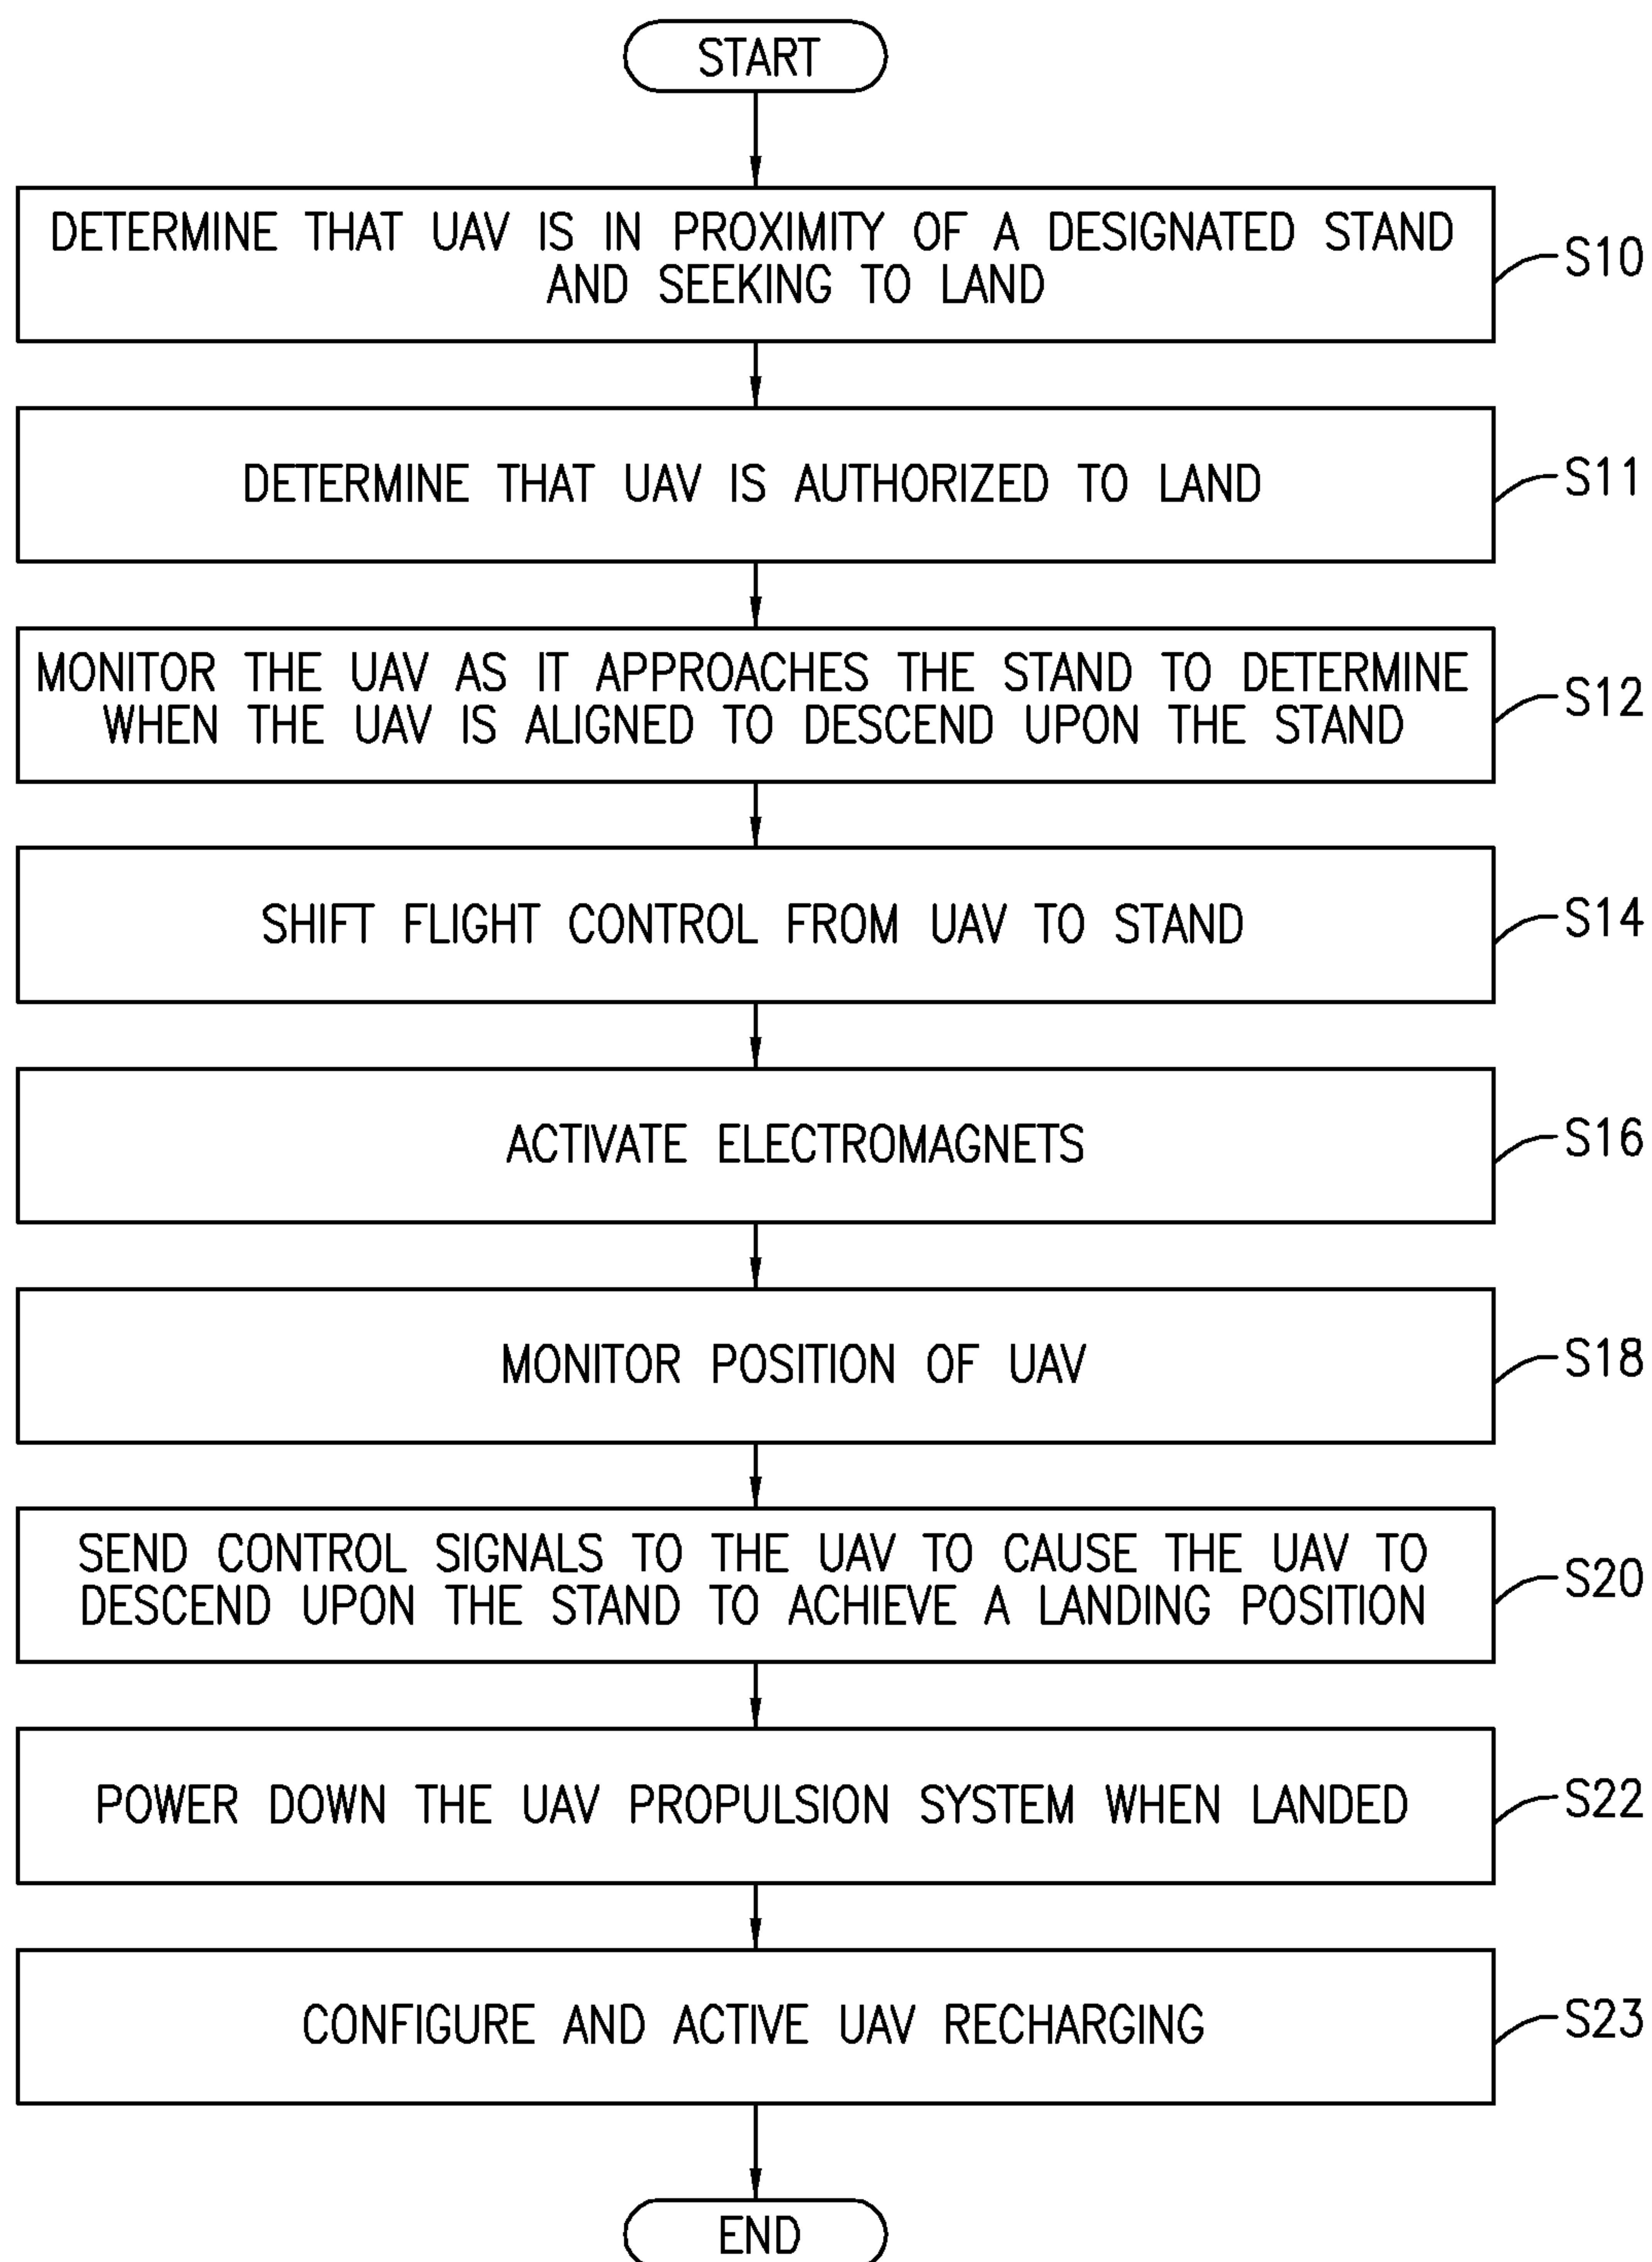 START
DETERMINE THAT UAV IS IN PROXIMITY OF A DESIGNATED STAND
AND SEEKING TO LAND
S10
DETERMINE THAT UAV IS AUTHORIZED TO LAND
S11
MONITOR THE UAV AS IT APPROACHES THE STAND TO DETERMINE
WHEN THE UAV IS ALIGNED TO DESCEND UPON THE STAND
S12
SHIFT FLIGHT CONTROL FROM UAV TO STAND
S14
ACTIVATE ELECTROMAGNETS
S16
MONITOR POSITION OF UAV
S18
SEND CONTROL SIGNALS TO THE UAV TO CAUSE THE UAV TO
DESCEND UPON THE STAND TO ACHIEVE A LANDING POSITION
S20
POWER DOWN THE UAV PROPULSION SYSTEM WHEN LANDED
S22
CONFIGURE AND ACTIVE UAV RECHARGING
S23
END